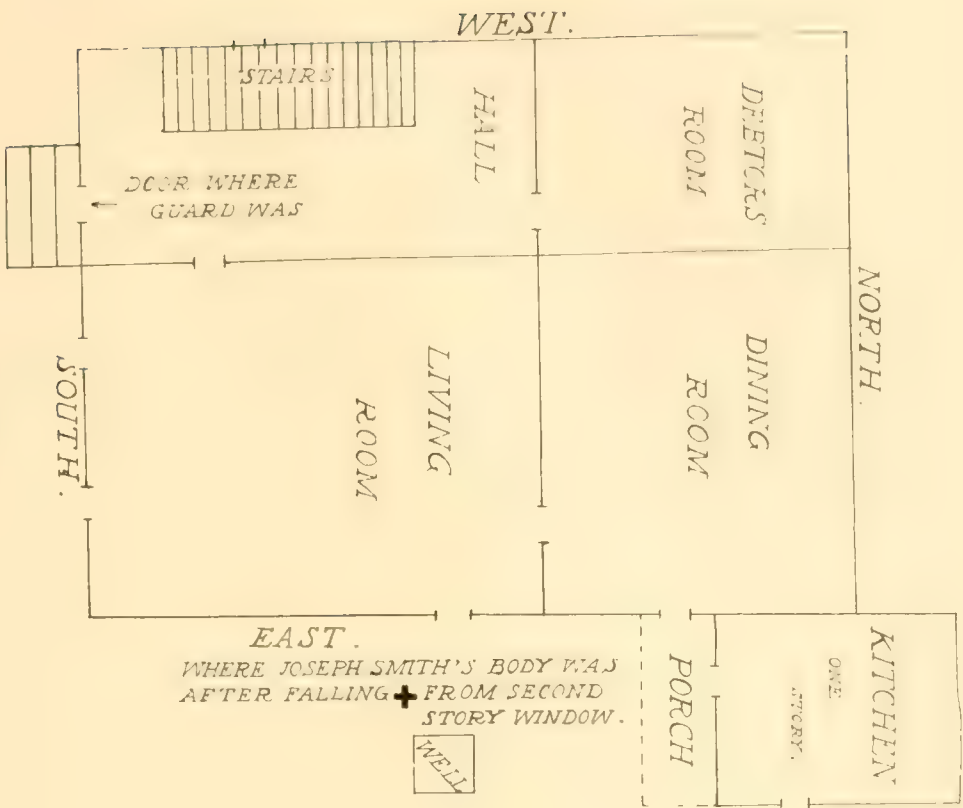 WEST.
STAIRS
HALL
DEETORS
ROOM
DOOR WHERE
GUARD WAS
NORTH.
SOUTH.
LIVING
ROOM
DINING
ROOM
EAST.
WHERE JOSEPH SMITH'S BODY WAS
AFTER FALLING + FROM SECOND
STORY WINDOW.
WELL
PORCH
KITCHEN
ONE
STORY.